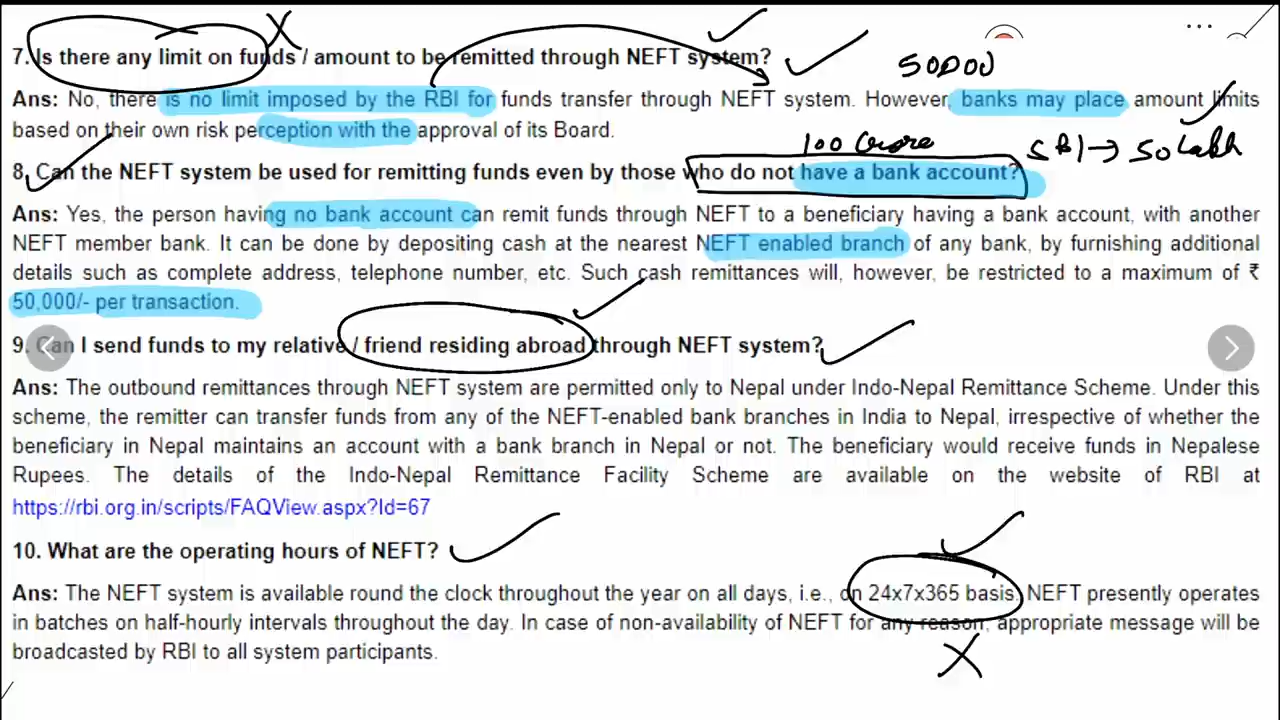 7. Is there any limit on funds / amount to be remitted through NEFT system?
50000
Ans: No, there is no limit imposed by the RBI for funds transfer through NEFT system. However, banks may place amount limits
based on their own risk perception with the approval of its Board.
100 Crore
SBI → 50 Lakh
8. Can the NEFT system be used for remitting funds even by those who do not have a bank account?
Ans: Yes, the person having no bank account can remit funds through NEFT to a beneficiary having a bank account, with another
NEFT member bank. It can be done by depositing cash at the nearest NEFT enabled branch of any bank, by furnishing additional
details such as complete address, telephone number, etc. Such cash remittances will, however, be restricted to a maximum of ₹
50,000/- per transaction.
9. Can I send funds to my relative / friend residing abroad through NEFT system?
Ans: The outbound remittances through NEFT system are permitted only to Nepal under Indo-Nepal Remittance Scheme. Under this
scheme, the remitter can transfer funds from any of the NEFT-enabled bank branches in India to Nepal, irrespective of whether the
beneficiary in Nepal maintains an account with a bank branch in Nepal or not. The beneficiary would receive funds in Nepalese
Rupees. The details of the Indo-Nepal Remittance Facility Scheme are available on the website of RBI at
https://rbi.org.in/scripts/FAQView.aspx?Id=67
10. What are the operating hours of NEFT?
Ans: The NEFT system is available round the clock throughout the year on all days, i.e., on 24x7x365 basis. NEFT presently operates
in batches on half-hourly intervals throughout the day. In case of non-availability of NEFT for any reason, appropriate message will be
broadcasted by RBI to all system participants.